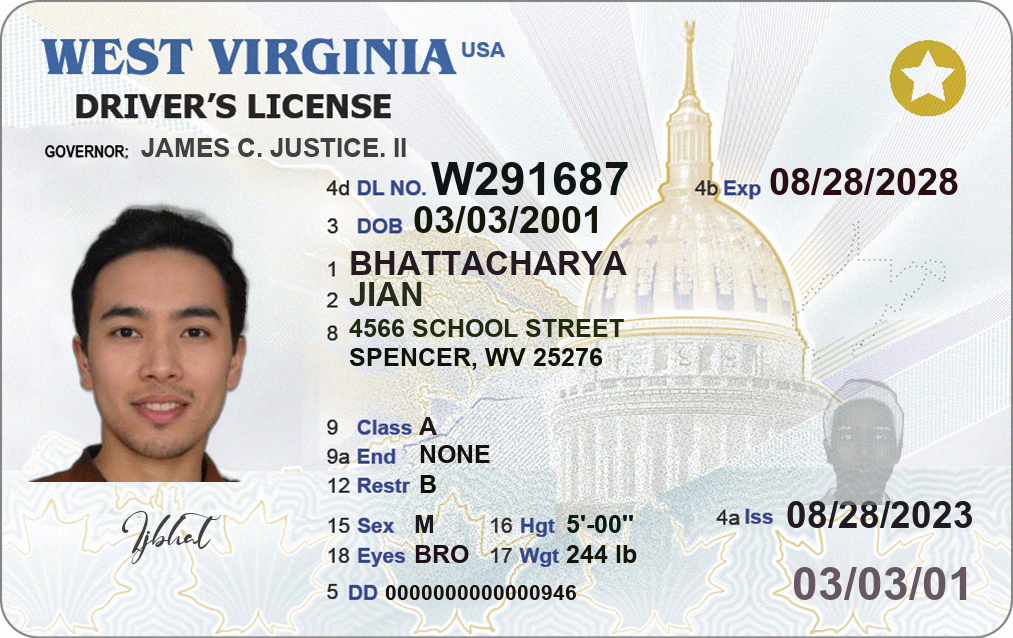 WEST VIRGINIA USA
DRIVER'S LICENSE
GOVERNOR; JAMES C. JUSTICE. II
4d DL NO. W291687 4b Exp 08/28/2028
3 DOB 03/03/2001
1 BHATTACHARYA
2 JIAN
8 4566 SCHOOL STREET
SPENCER, WV 25276
9 Class A
9a End NONE
12 Restr B
15 Sex M 16 Hgt 5'-00" 4a Iss 08/28/2023
18 Eyes BRO 17 Wgt 244 lb
5 DD 0000000000000946 03/03/01